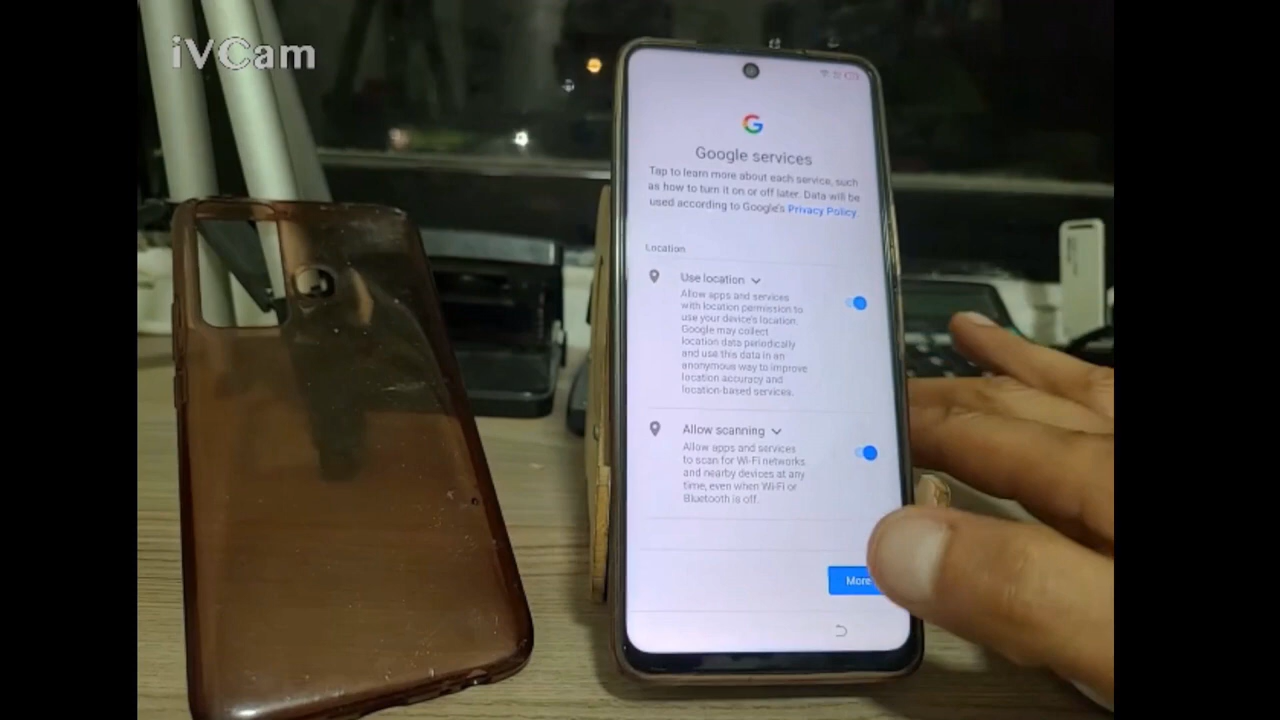 iVCam
Google services
Tap to learn more about each service, such
as how to turn it on or off later. Data will be
used according to Google's Privacy Policy.
Location
Use location
Allow apps and services
with location permission to
use your device's location.
Google may collect
location data periodically
and use this data in an
anonymous way to improve
location accuracy and
location-based services.
Allow scanning
Allow apps and services
to scan for Wi-Fi networks
and nearby devices at any
time, even when Wi-Fi or
Bluetooth is off.
More